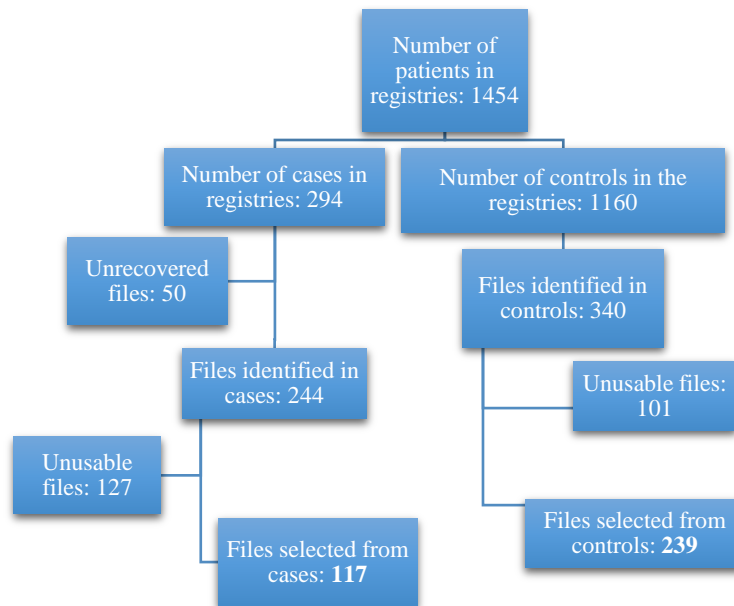 Number of
patients in
registries: 1454
Number of cases in
registries: 294
Number of controls in the
registries: 1160
Unrecovered
files: 50
Files identified in
controls: 340
Files identified in
cases: 244
Unusable files:
101
Unusable
files: 127
Files selected from
controls: 239
Files selected from
cases: 117